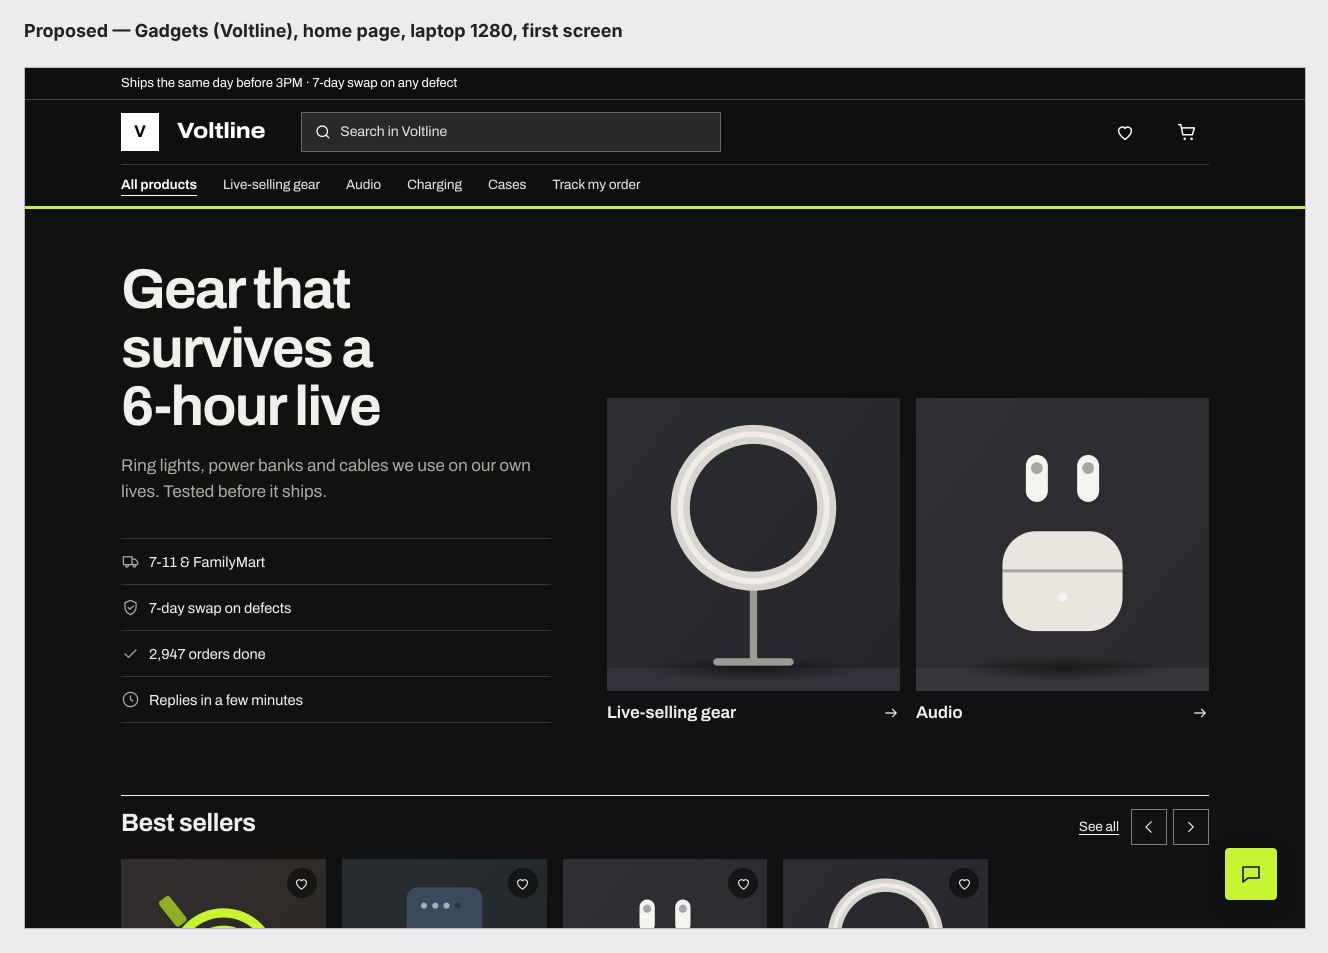 Proposed — Gadgets (Voltline), home page, laptop 1280, first screen
Ships the same day before 3PM · 7-day swap on any defect
V
Voltline
Search in Voltline
All products
Live-selling gear
Audio
Charging
Cases
Track my order
Gear that
survives a
6-hour live
Ring lights, power banks and cables we use on our own
lives. Tested before it ships.
7-11 & FamilyMart
7-day swap on defects
2,947 orders done
Replies in a few minutes
Live-selling gear
Audio
Best sellers
See all